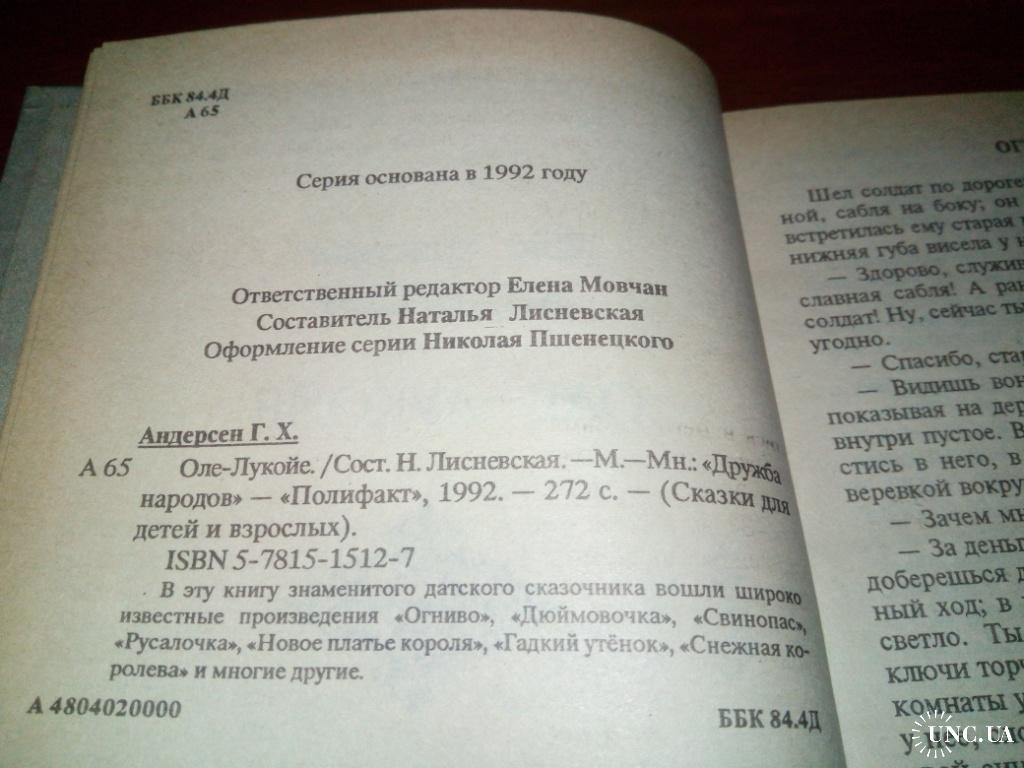 ББК 84.4Д
А 65
Серия основана в 1992 году
Ответственный редактор Елена Мовчан
Составитель Наталья Лисневская
Оформление серии Николая Пшенецкого
Андерсен Г. Х.
А 65 Оле-Лукойе. /Сост. Н. Лисневская. —М.—Мн.: «Дружба
народов» — «Полифакт», 1992. — 272 с. — (Сказки для
детей и взрослых).
ISBN 5-7815-1512-7
В эту книгу знаменитого датского сказочника вошли широко
известные произведения «Огниво», «Дюймовочка», «Свинопас»,
«Русалочка», «Новое платье короля», «Гадкий утёнок», «Снежная ко-
ролева» и многие другие.
А 4804020000
ББК 84.4Д
ОГ
Шел солдат по дороге
ной, сабля на боку; он
встретилась ему старая
нижняя губа висела у н
— Здорово, служив
славная сабля! А ран
солдат! Ну, сейчас ты
угодно.
— Спасибо, ста
— Видишь вон
показывая на дер
внутри пустое. В
стись в него, в
веревкой вокру
— Зачем мн
— За день
доберешься д
ный ход; в
светло. Ты
ключи торч
комнаты у
UNC.UA